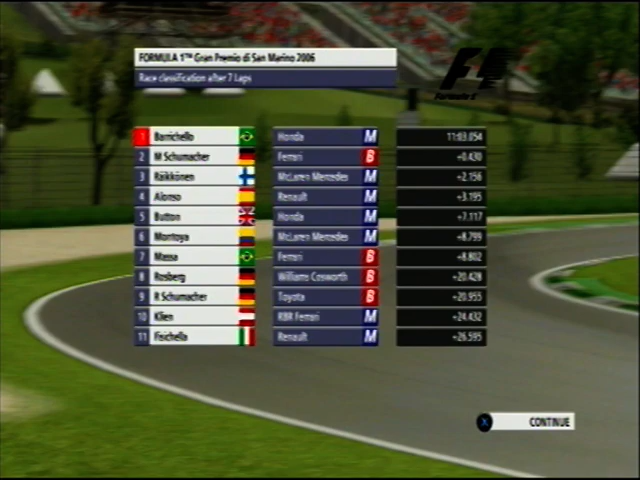 FORMULA 1™ Gran Premio di San Marino 2006
Race classification after 7 Laps
F1
Formula 1
1 Barrichello Honda M 11:03.054
2 M Schumacher Ferrari B +0.430
3 Räikkönen McLaren Mercedes M +2.156
4 Alonso Renault M +3.195
5 Button Honda M +7.117
6 Montoya McLaren Mercedes M +8.799
7 Massa Ferrari B +8.802
8 Rosberg Williams Cosworth B +20.428
9 R Schumacher Toyota B +20.955
10 Klien RBR Ferrari M +24.432
11 Fisichella Renault M +26.595
X CONTINUE